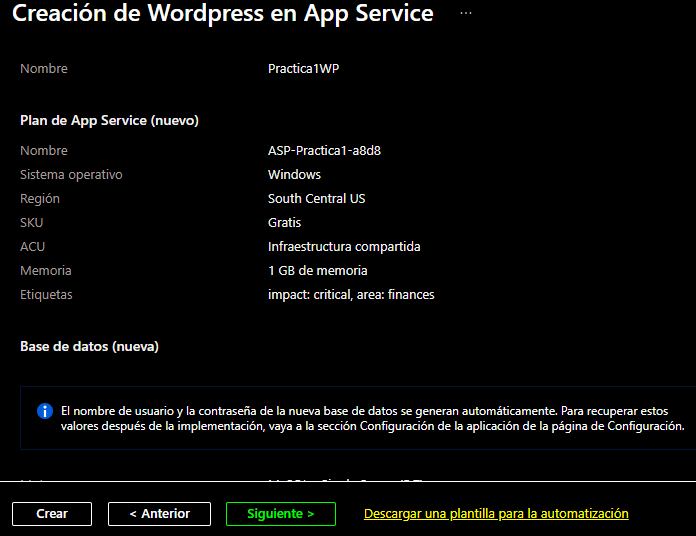 Creación de Wordpress en App Service ...
Nombre Practica1WP
Plan de App Service (nuevo)
Nombre ASP-Practica1-a8d8
Sistema operativo Windows
Región South Central US
SKU Gratis
ACU Infraestructura compartida
Memoria 1 GB de memoria
Etiquetas impact: critical, area: finances
Base de datos (nueva)
El nombre de usuario y la contraseña de la nueva base de datos se generan automáticamente. Para recuperar estos
valores después de la implementación, vaya a la sección Configuración de la aplicación de la página de Configuración.
Crear < Anterior Siguiente > Descargar una plantilla para la automatización